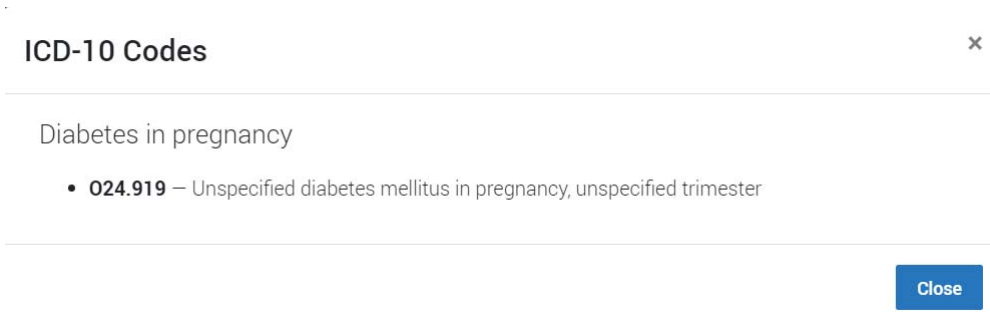 ICD-10 Codes ×
Diabetes in pregnancy
• O24.919 — Unspecified diabetes mellitus in pregnancy, unspecified trimester
Close